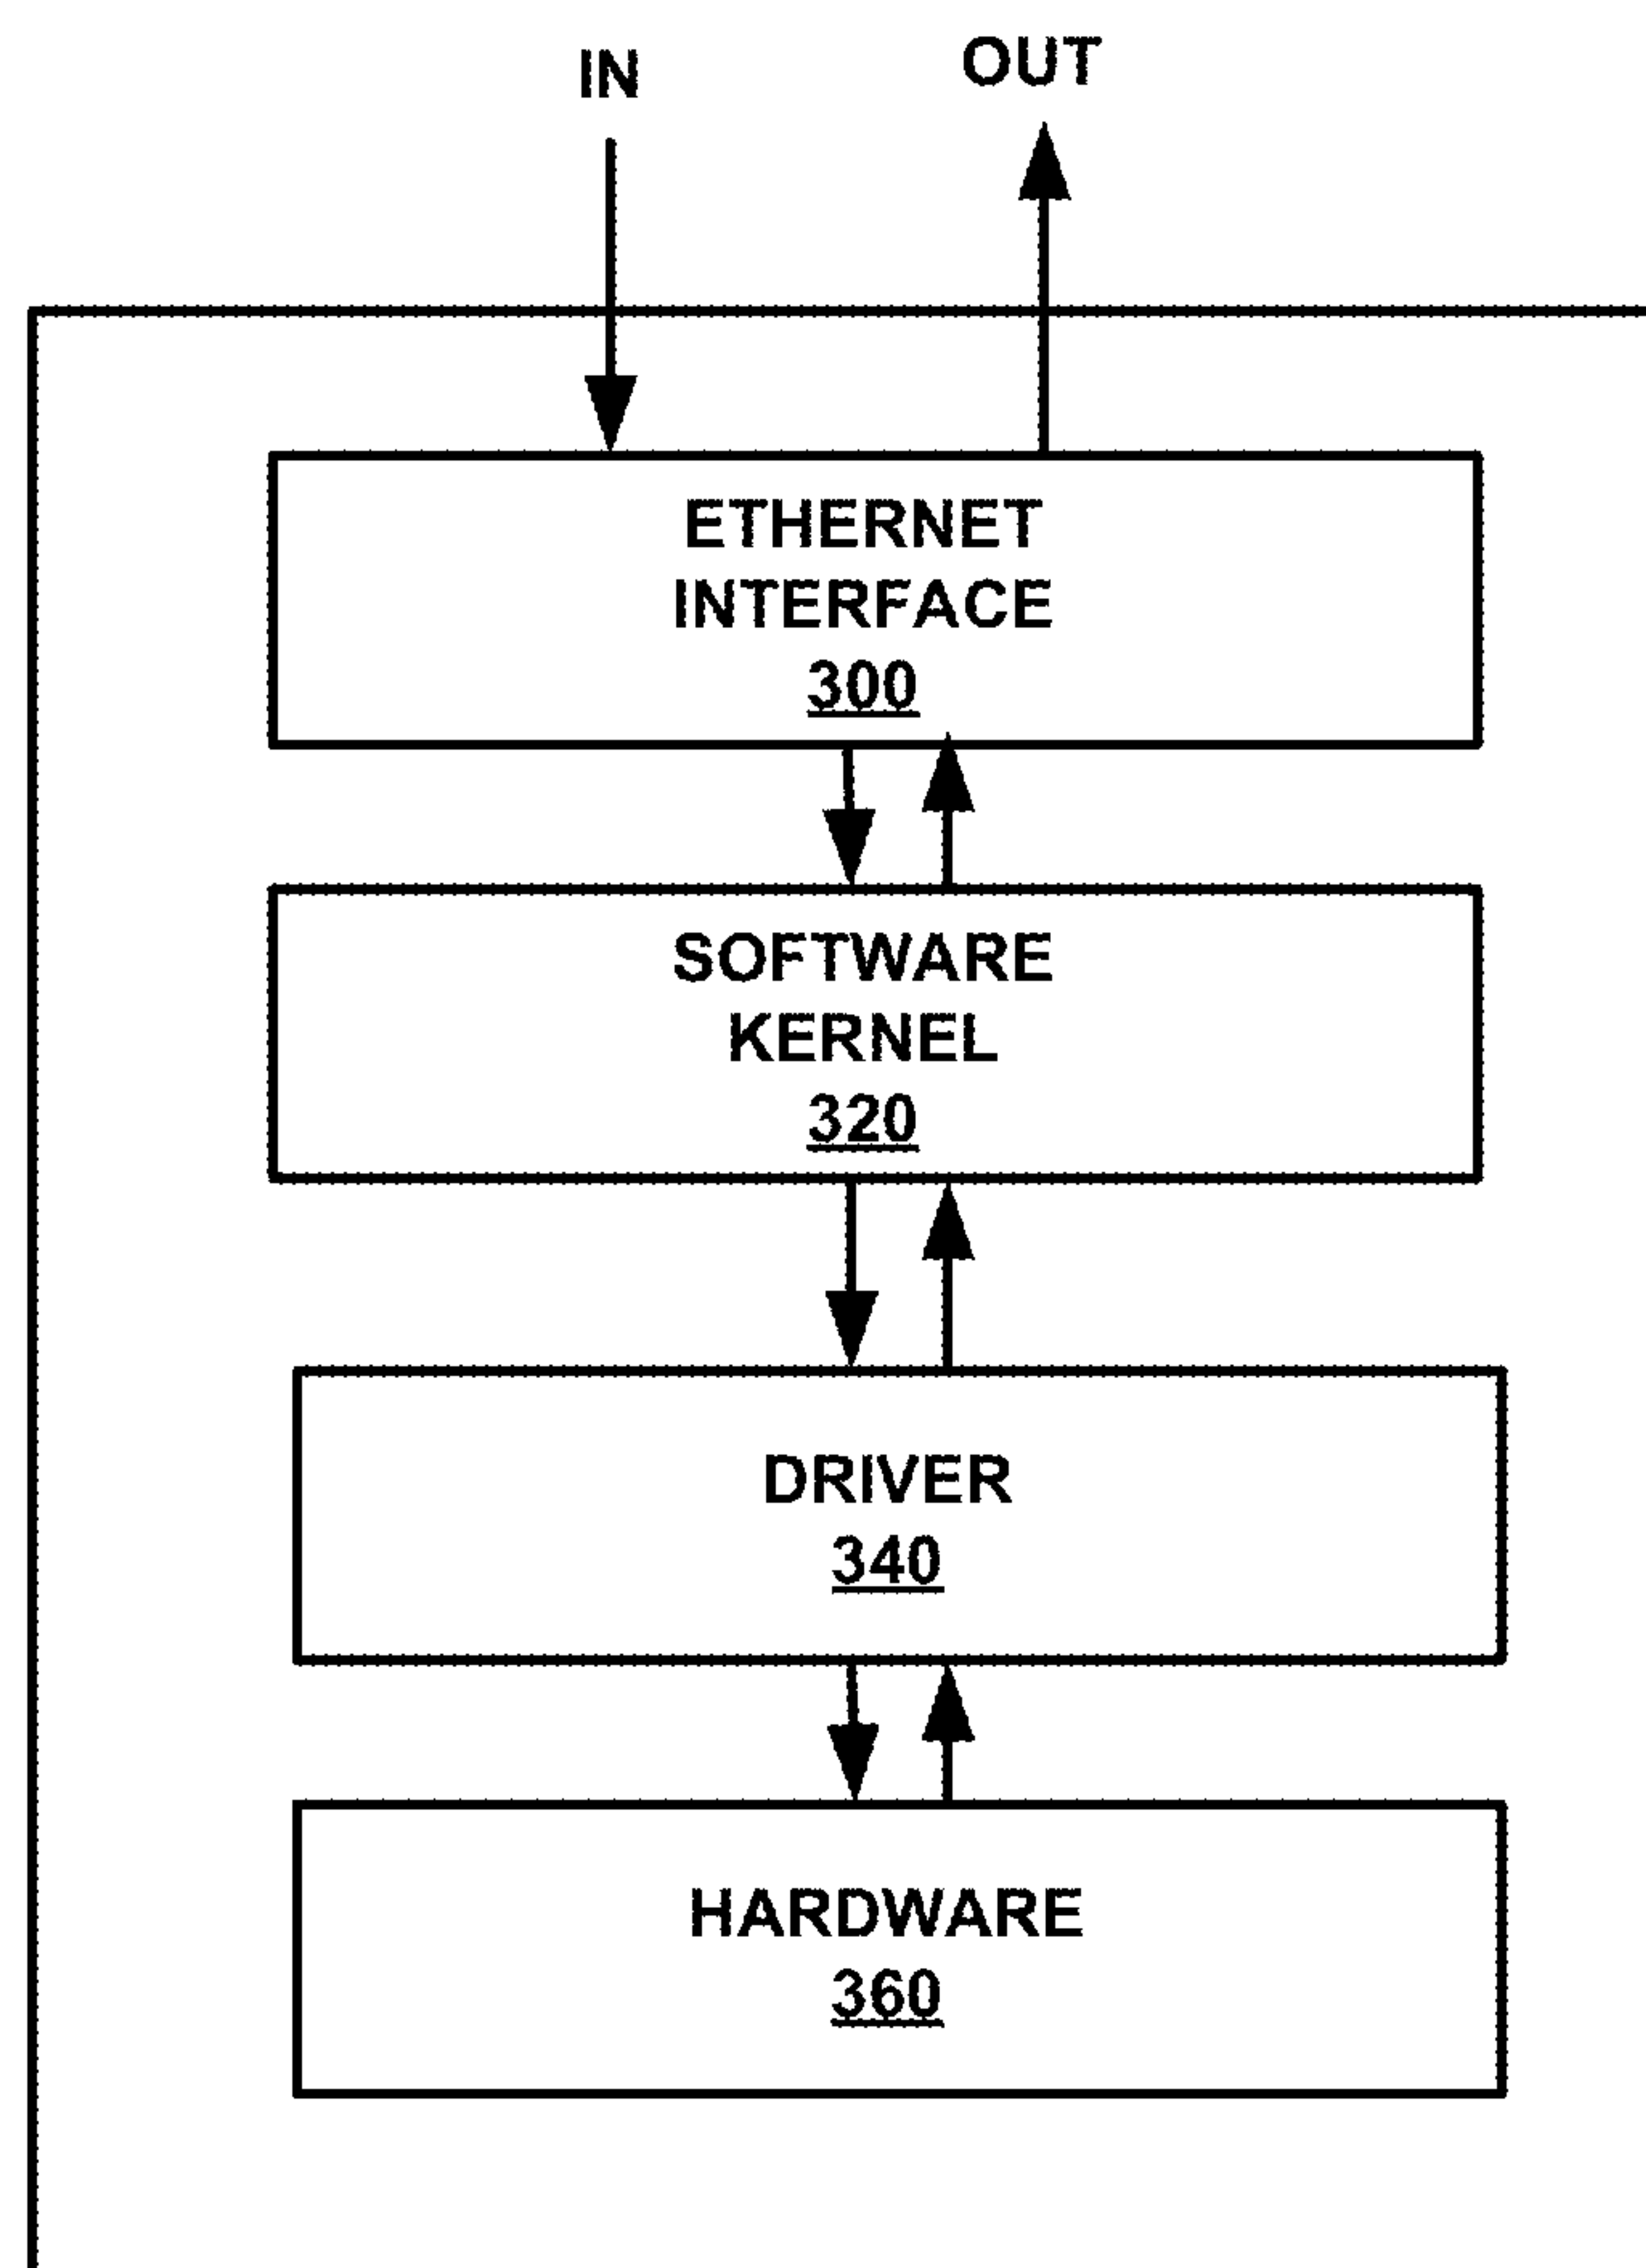 IN
OUT
ETHERNET
INTERFACE
300
SOFTWARE
KERNEL
320
DRIVER
340
HARDWARE
360